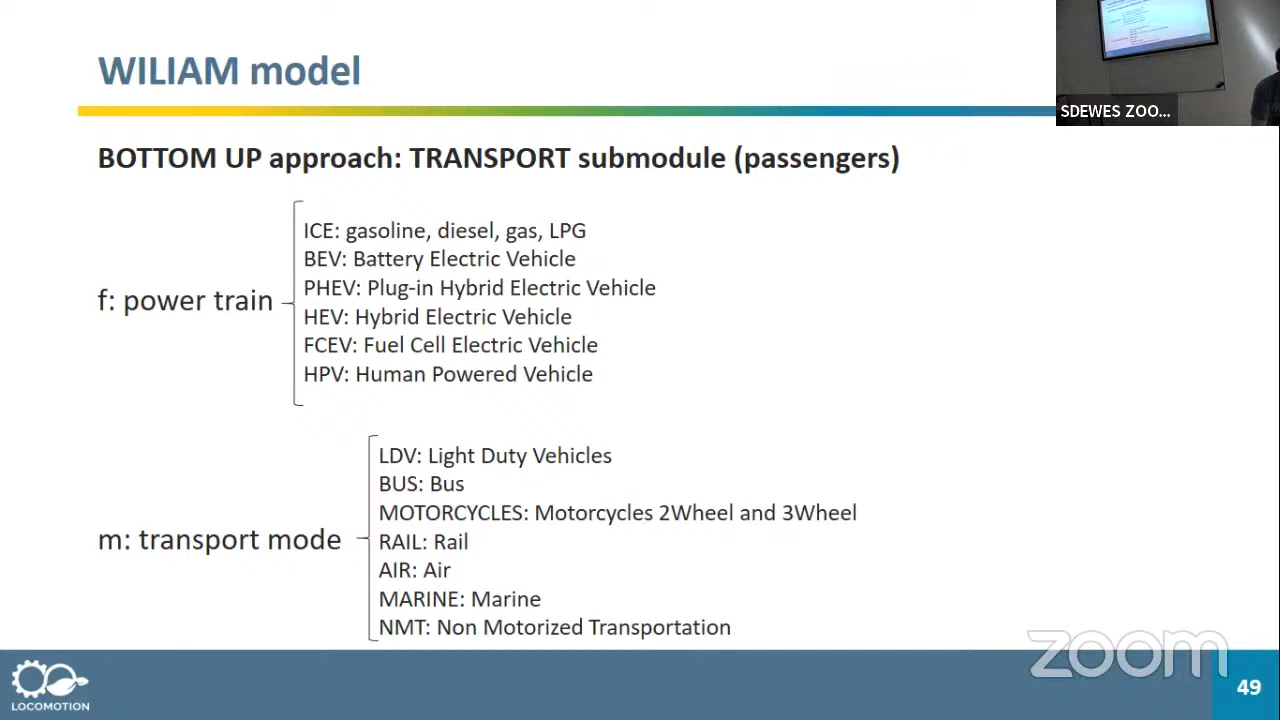 WILIAM model
SDEWES ZOO...
BOTTOM UP approach: TRANSPORT submodule (passengers)
f: power train
ICE: gasoline, diesel, gas, LPG
BEV: Battery Electric Vehicle
PHEV: Plug-in Hybrid Electric Vehicle
HEV: Hybrid Electric Vehicle
FCEV: Fuel Cell Electric Vehicle
HPV: Human Powered Vehicle
m: transport mode
LDV: Light Duty Vehicles
BUS: Bus
MOTORCYCLES: Motorcycles 2Wheel and 3Wheel
RAIL: Rail
AIR: Air
MARINE: Marine
NMT: Non Motorized Transportation
zoom
LOCOMOTION
49